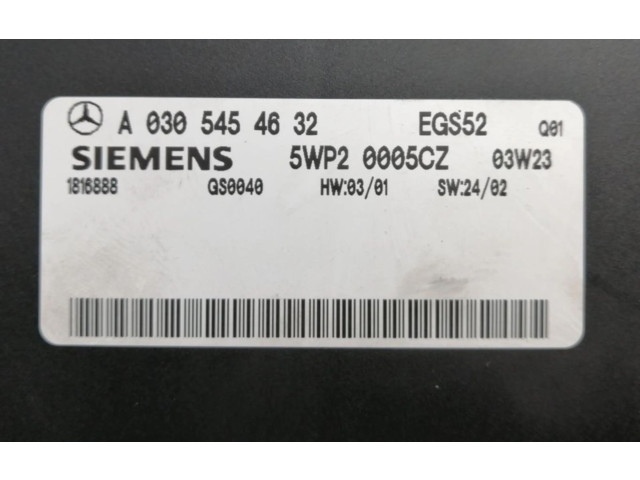 A 030 545 46 32 EGS52 Q01
SIEMENS 5WP2 0005CZ 03W23
1816888 QS0040 HW:03/01 SW:24/02